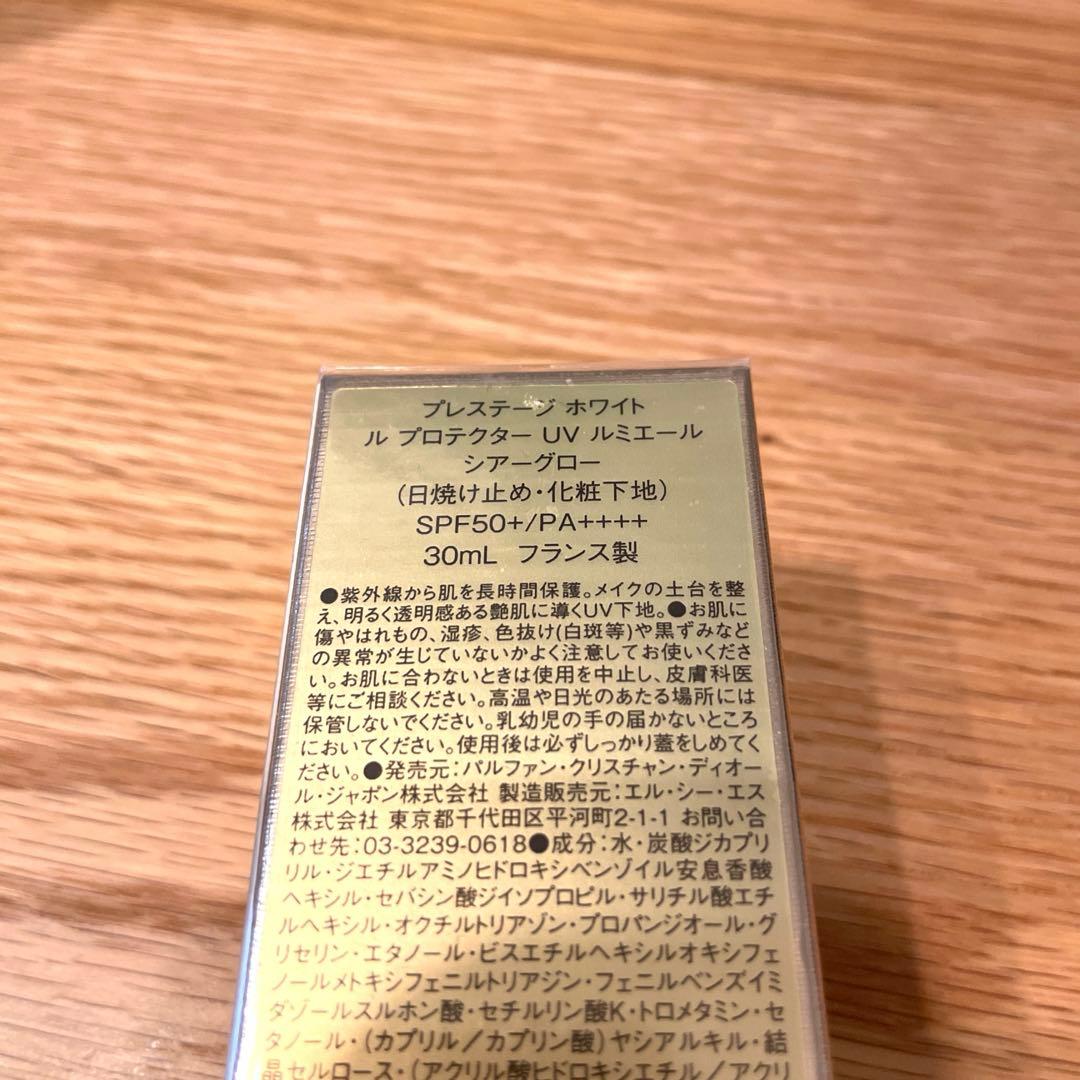 プレステージ ホワイト
ル プロテクター UV ルミエール
シアーグロー
(日焼け止め・化粧下地)
SPF50+/PA++++
30mL フランス製
●紫外線から肌を長時間保護。メイクの土台を整
え、明るく透明感ある艶肌に導くUV下地。●お肌に
傷やはれもの、湿疹、色抜け(白斑等)や黒ずみなど
の異常が生じていないかよく注意してお使いくださ
い。お肌に合わないときは使用を中止し、皮膚科医
等にご相談ください。高温や日光のあたる場所には
保管しないでください。乳幼児の手の届かないところ
においてください。使用後は必ずしっかり蓋をしめてく
ださい。●発売元:パルファン・クリスチャン・ディオー
ル・ジャポン株式会社 製造販売元:エル・シー・エス
株式会社 東京都千代田区平河町2-1-1 お問い合
わせ先:03-3239-0618●成分:水・炭酸ジカプリ
リル・ジエチルアミノヒドロキシベンゾイル安息香酸
ヘキシル・セバシン酸ジイソプロピル・サリチル酸エチ
ルヘキシル・オクチルトリアゾン・プロパンジオール・グ
リセリン・エタノール・ビスエチルヘキシルオキシフェ
ノールメトキシフェニルトリアジン・フェニルベンズイミ
ダゾールスルホン酸・セチルリン酸K・トロメタミン・セ
タノール・(カプリル/カプリン酸)ヤシアルキル・結
晶セルロース・(アクリル酸ヒドロキシエチル/アクリ